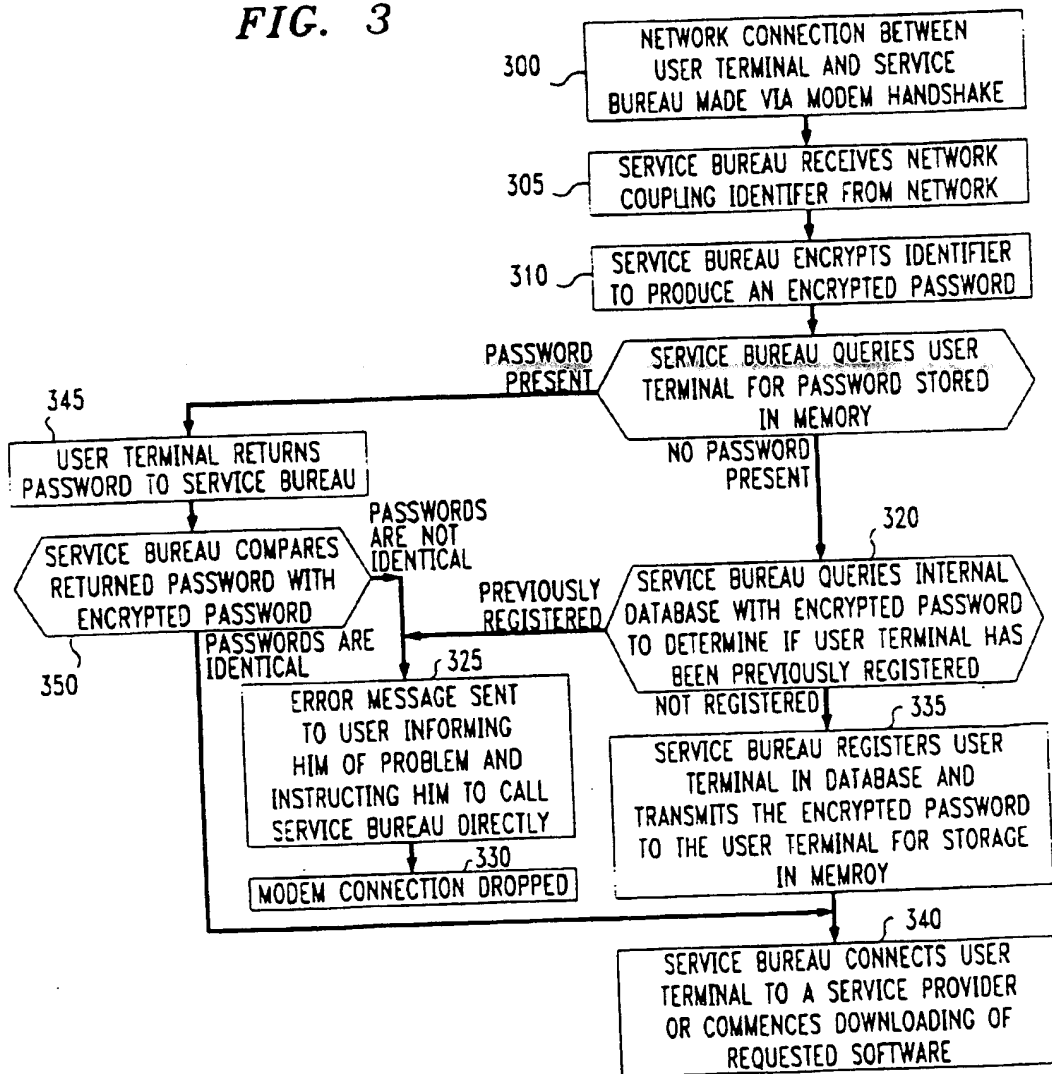 FIG. 3
300
NETWORK CONNECTION BETWEEN
USER TERMINAL AND SERVICE
BUREAU MADE VIA MODEM HANDSHAKE
305
SERVICE BUREAU RECEIVES NETWORK
COUPLING IDENTIFER FROM NETWORK
310
SERVICE BUREAU ENCRYPTS IDENTIFIER
TO PRODUCE AN ENCRYPTED PASSWORD
SERVICE BUREAU QUERIES USER
TERMINAL FOR PASSWORD STORED
IN MEMORY
PASSWORD
PRESENT
NO PASSWORD
PRESENT
345
USER TERMINAL RETURNS
PASSWORD TO SERVICE BUREAU
SERVICE BUREAU COMPARES
RETURNED PASSWORD WITH
ENCRYPTED PASSWORD
350
PASSWORDS
ARE NOT
IDENTICAL
PASSWORDS ARE
IDENTICAL
320
SERVICE BUREAU QUERIES INTERNAL
DATABASE WITH ENCRYPTED PASSWORD
TO DETERMINE IF USER TERMINAL HAS
BEEN PREVIOUSLY REGISTERED
PREVIOUSLY
REGISTERED
NOT REGISTERED
325
ERROR MESSAGE SENT
TO USER INFORMING
HIM OF PROBLEM AND
INSTRUCTING HIM TO CALL
SERVICE BUREAU DIRECTLY
330
MODEM CONNECTION DROPPED
335
SERVICE BUREAU REGISTERS USER
TERMINAL IN DATABASE AND
TRANSMITS THE ENCRYPTED PASSWORD
TO THE USER TERMINAL FOR STORAGE
IN MEMROY
340
SERVICE BUREAU CONNECTS USER
TERMINAL TO A SERVICE PROVIDER
OR COMMENCES DOWNLOADING OF
REQUESTED SOFTWARE